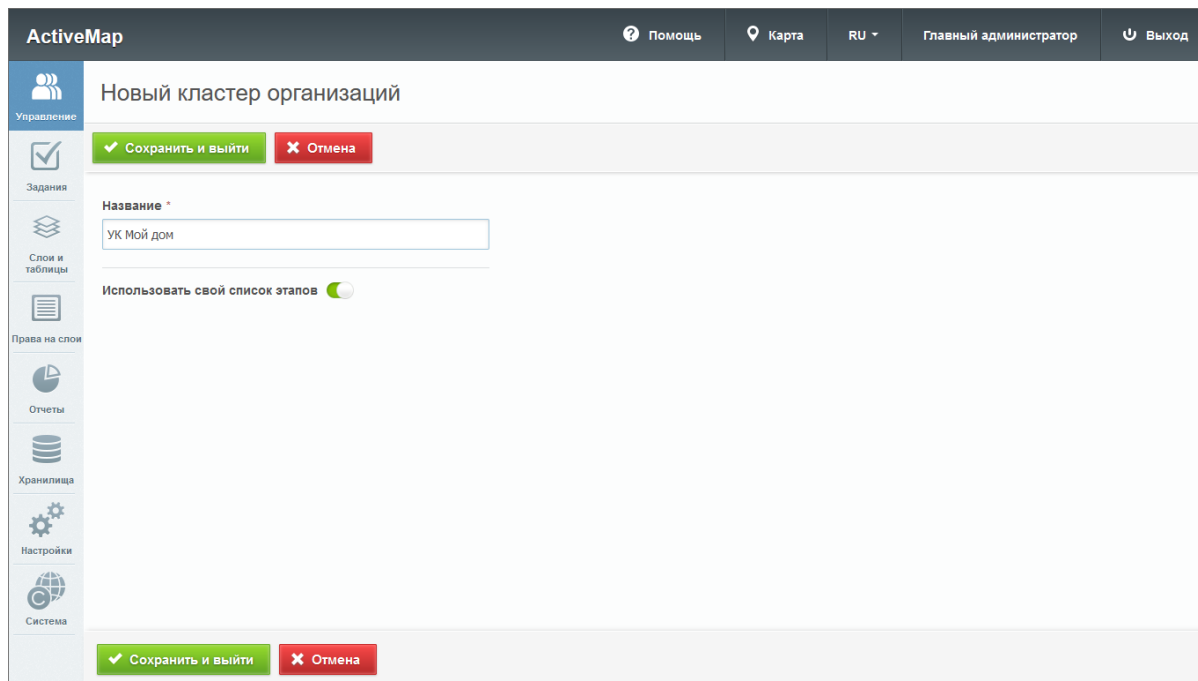 ActiveMap
Помощь
Карта
RU
Главный администратор
Выход
Управление
Задания
Слои и
таблицы
Права на слои
Отчеты
Хранилища
Настройки
Система
Новый кластер организаций
Сохранить и выйти
Отмена
Название *
УК Мой дом
Использовать свой список этапов
Сохранить и выйти
Отмена